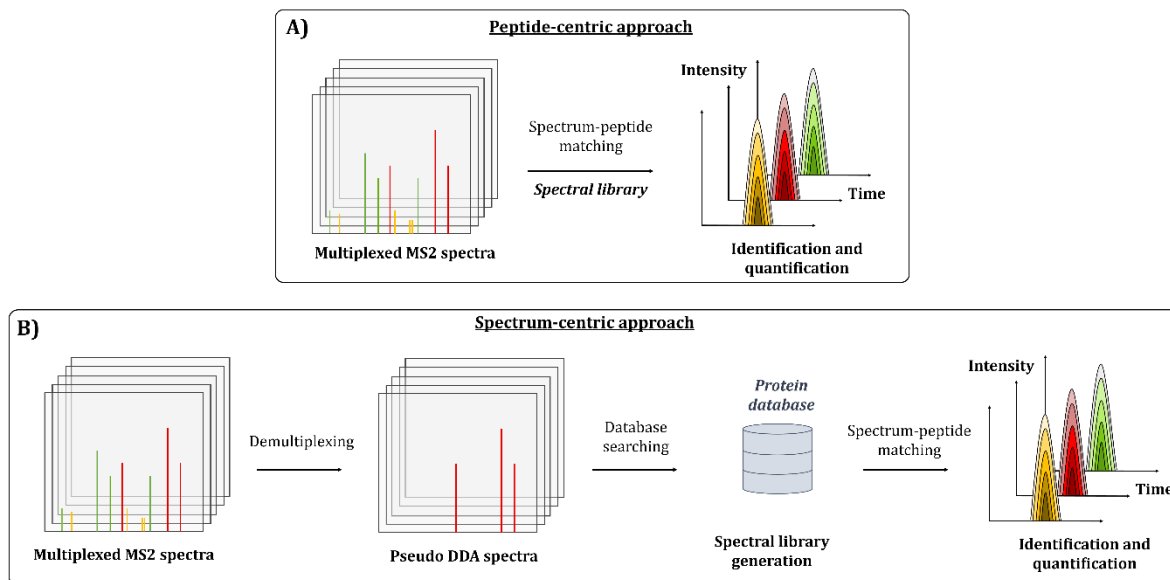 A)
Peptide-centric approach
Intensity
Spectrum-peptide
matching
Spectral library
Time
Multiplexed MS2 spectra
Identification and
quantification
B)
Spectrum-centric approach
Demultiplexing
Database
searching
Protein
database
Spectrum-peptide
matching
Intensity
Time
Multiplexed MS2 spectra
Pseudo DDA spectra
Spectral library
generation
Identification and
quantification